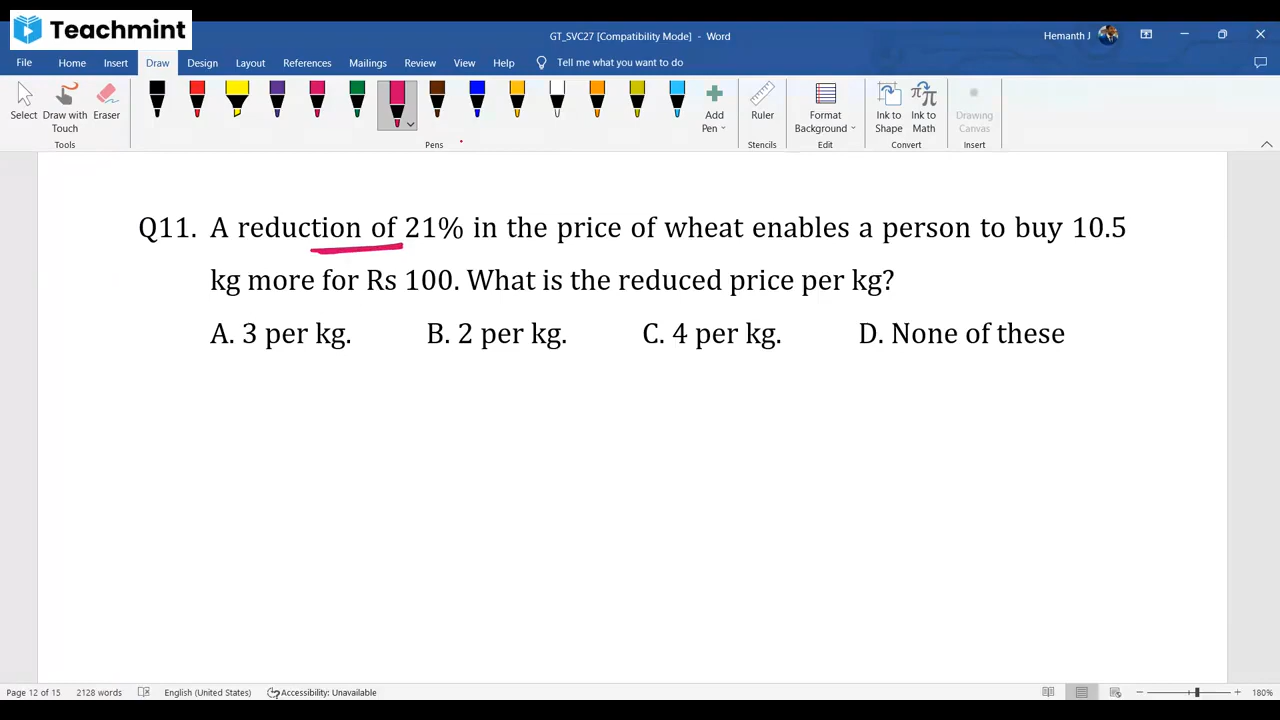 Teachmint
GT_SVC27 [Compatibility Mode] - Word
Hemanth J
File Home Insert Draw Design Layout References Mailings Review View Help Tell me what you want to do
Select
Draw with Touch
Eraser
Add Pen
Ruler
Format Background
Ink to Shape
Ink to Math
Drawing Canvas
Tools Pens Stencils Edit Convert Insert
Q11. A reduction of 21% in the price of wheat enables a person to buy 10.5
kg more for Rs 100. What is the reduced price per kg?
A. 3 per kg. B. 2 per kg. C. 4 per kg. D. None of these
Page 12 of 15 2128 words English (United States) Accessibility: Unavailable 180%